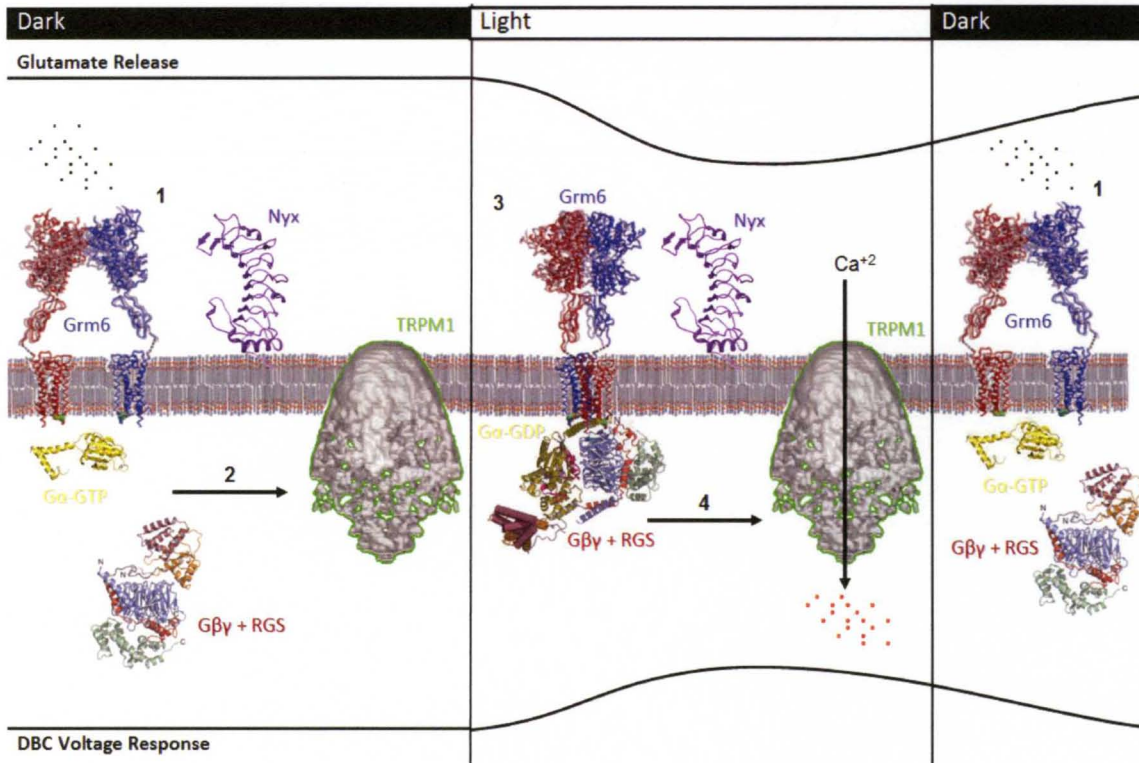 Dark
Light
Dark
Glutamate Release
1
3
Grm6
1
Nyx
Nyx
Ca+2
Grm6
TRPM1
TRPM1
Grm6
Gα-GDP
Gα-GTP
2
4
Gα-GTP
Gβγ + RGS
Gβγ + RGS
N
N
C
Gβγ + RGS
N
N
C
DBC Voltage Response